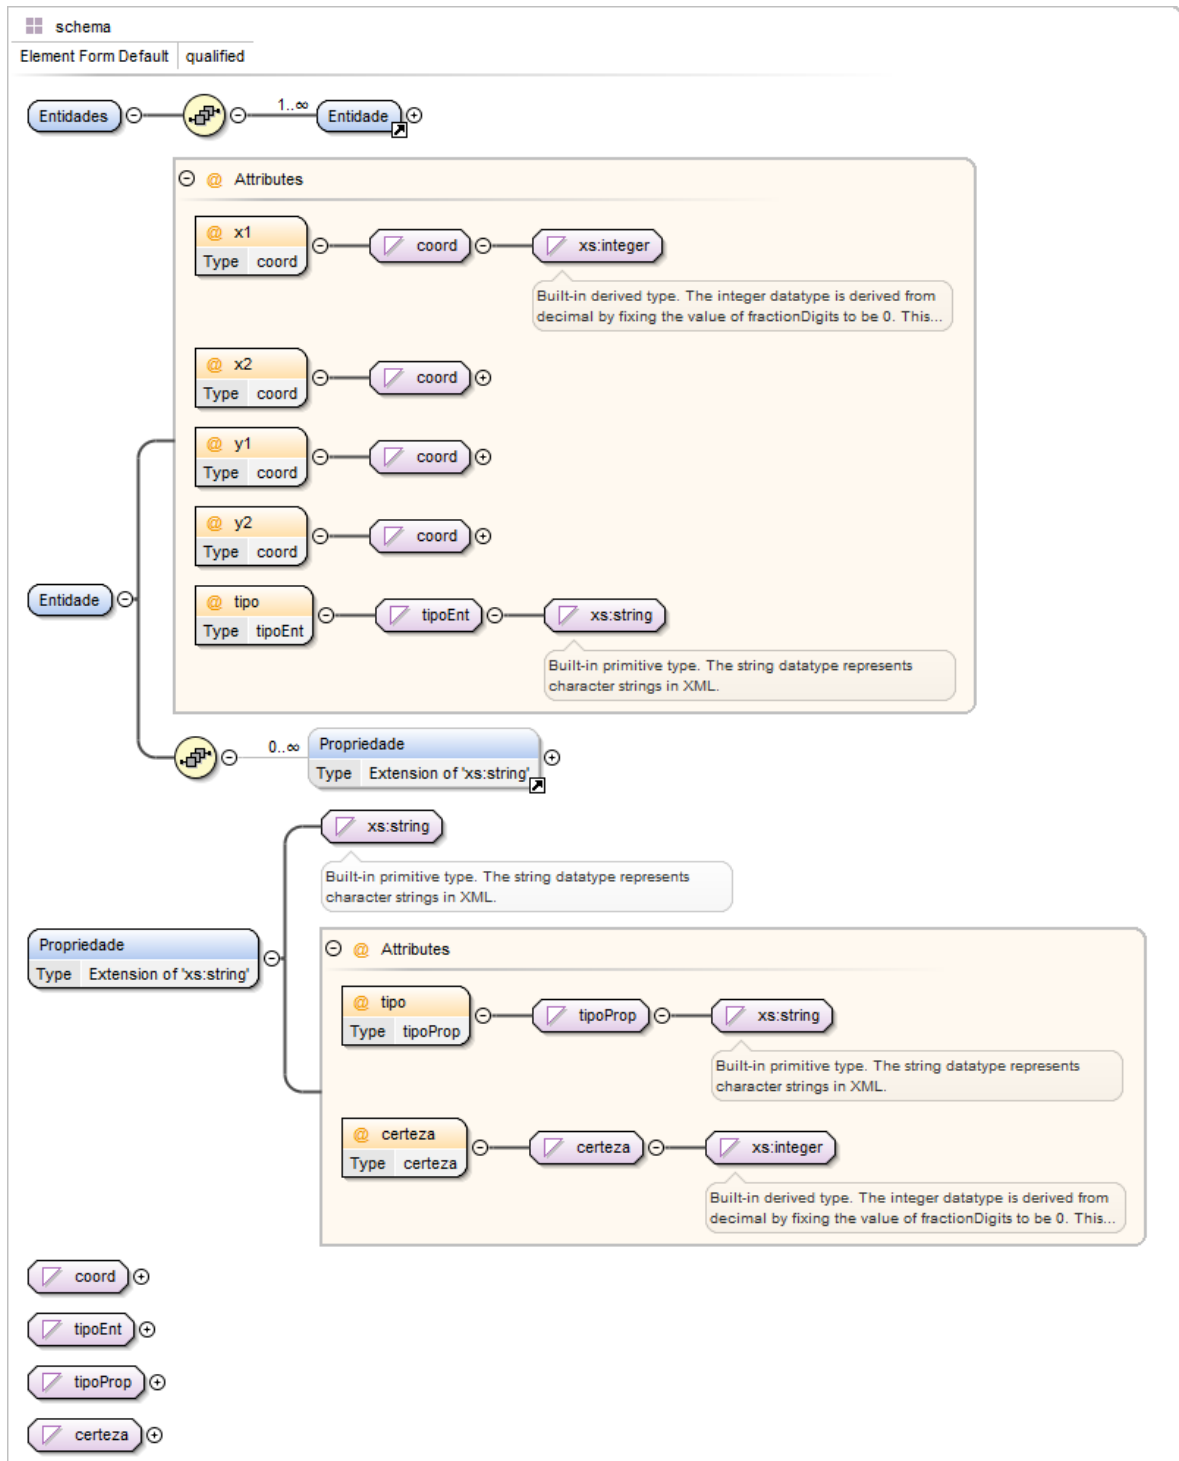 schema
Element Form Default qualified
Entidades 1..∞ Entidade
@ Attributes
@ x1
Type coord
coord xs:integer
Built-in derived type. The integer datatype is derived from
decimal by fixing the value of fractionDigits to be 0. This...
@ x2
Type coord
coord
@ y1
Type coord
coord
@ y2
Type coord
coord
Entidade
@ tipo
Type tipoEnt
tipoEnt xs:string
Built-in primitive type. The string datatype represents
character strings in XML.
0..∞
Propriedade
Type Extension of 'xs:string'
xs:string
Built-in primitive type. The string datatype represents
character strings in XML.
Propriedade
Type Extension of 'xs:string'
@ Attributes
@ tipo
Type tipoProp
tipoProp xs:string
Built-in primitive type. The string datatype represents
character strings in XML.
@ certeza
Type certeza
certeza xs:integer
Built-in derived type. The integer datatype is derived from
decimal by fixing the value of fractionDigits to be 0. This...
coord
tipoEnt
tipoProp
certeza